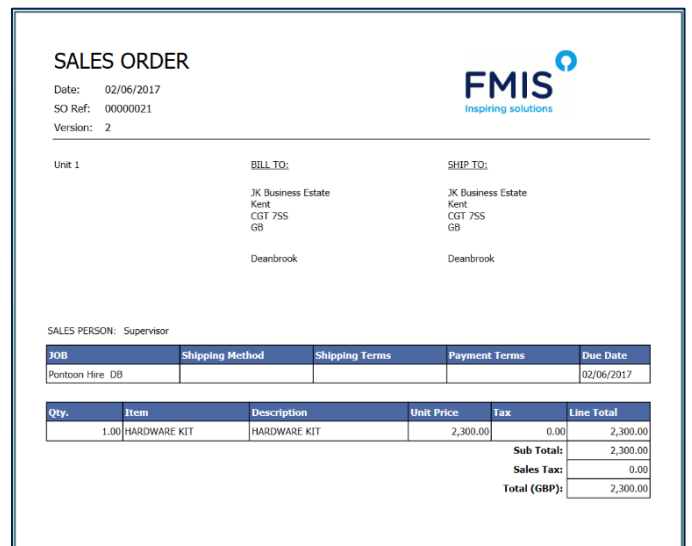 SALES ORDER
Date: 02/06/2017
SO Ref: 00000021
Version: 2
FMIS
Inspiring solutions
Unit 1
BILL TO:
JK Business Estate
Kent
CGT 7SS
GB
Deanbrook
SHIP TO:
JK Business Estate
Kent
CGT 7SS
GB
Deanbrook
SALES PERSON: Supervisor
JOB Shipping Method Shipping Terms Payment Terms Due Date
Pontoon Hire DB 02/06/2017
Qty. Item Description Unit Price Tax Line Total
1.00 HARDWARE KIT HARDWARE KIT 2,300.00 0.00 2,300.00
Sub Total: 2,300.00
Sales Tax: 0.00
Total (GBP): 2,300.00